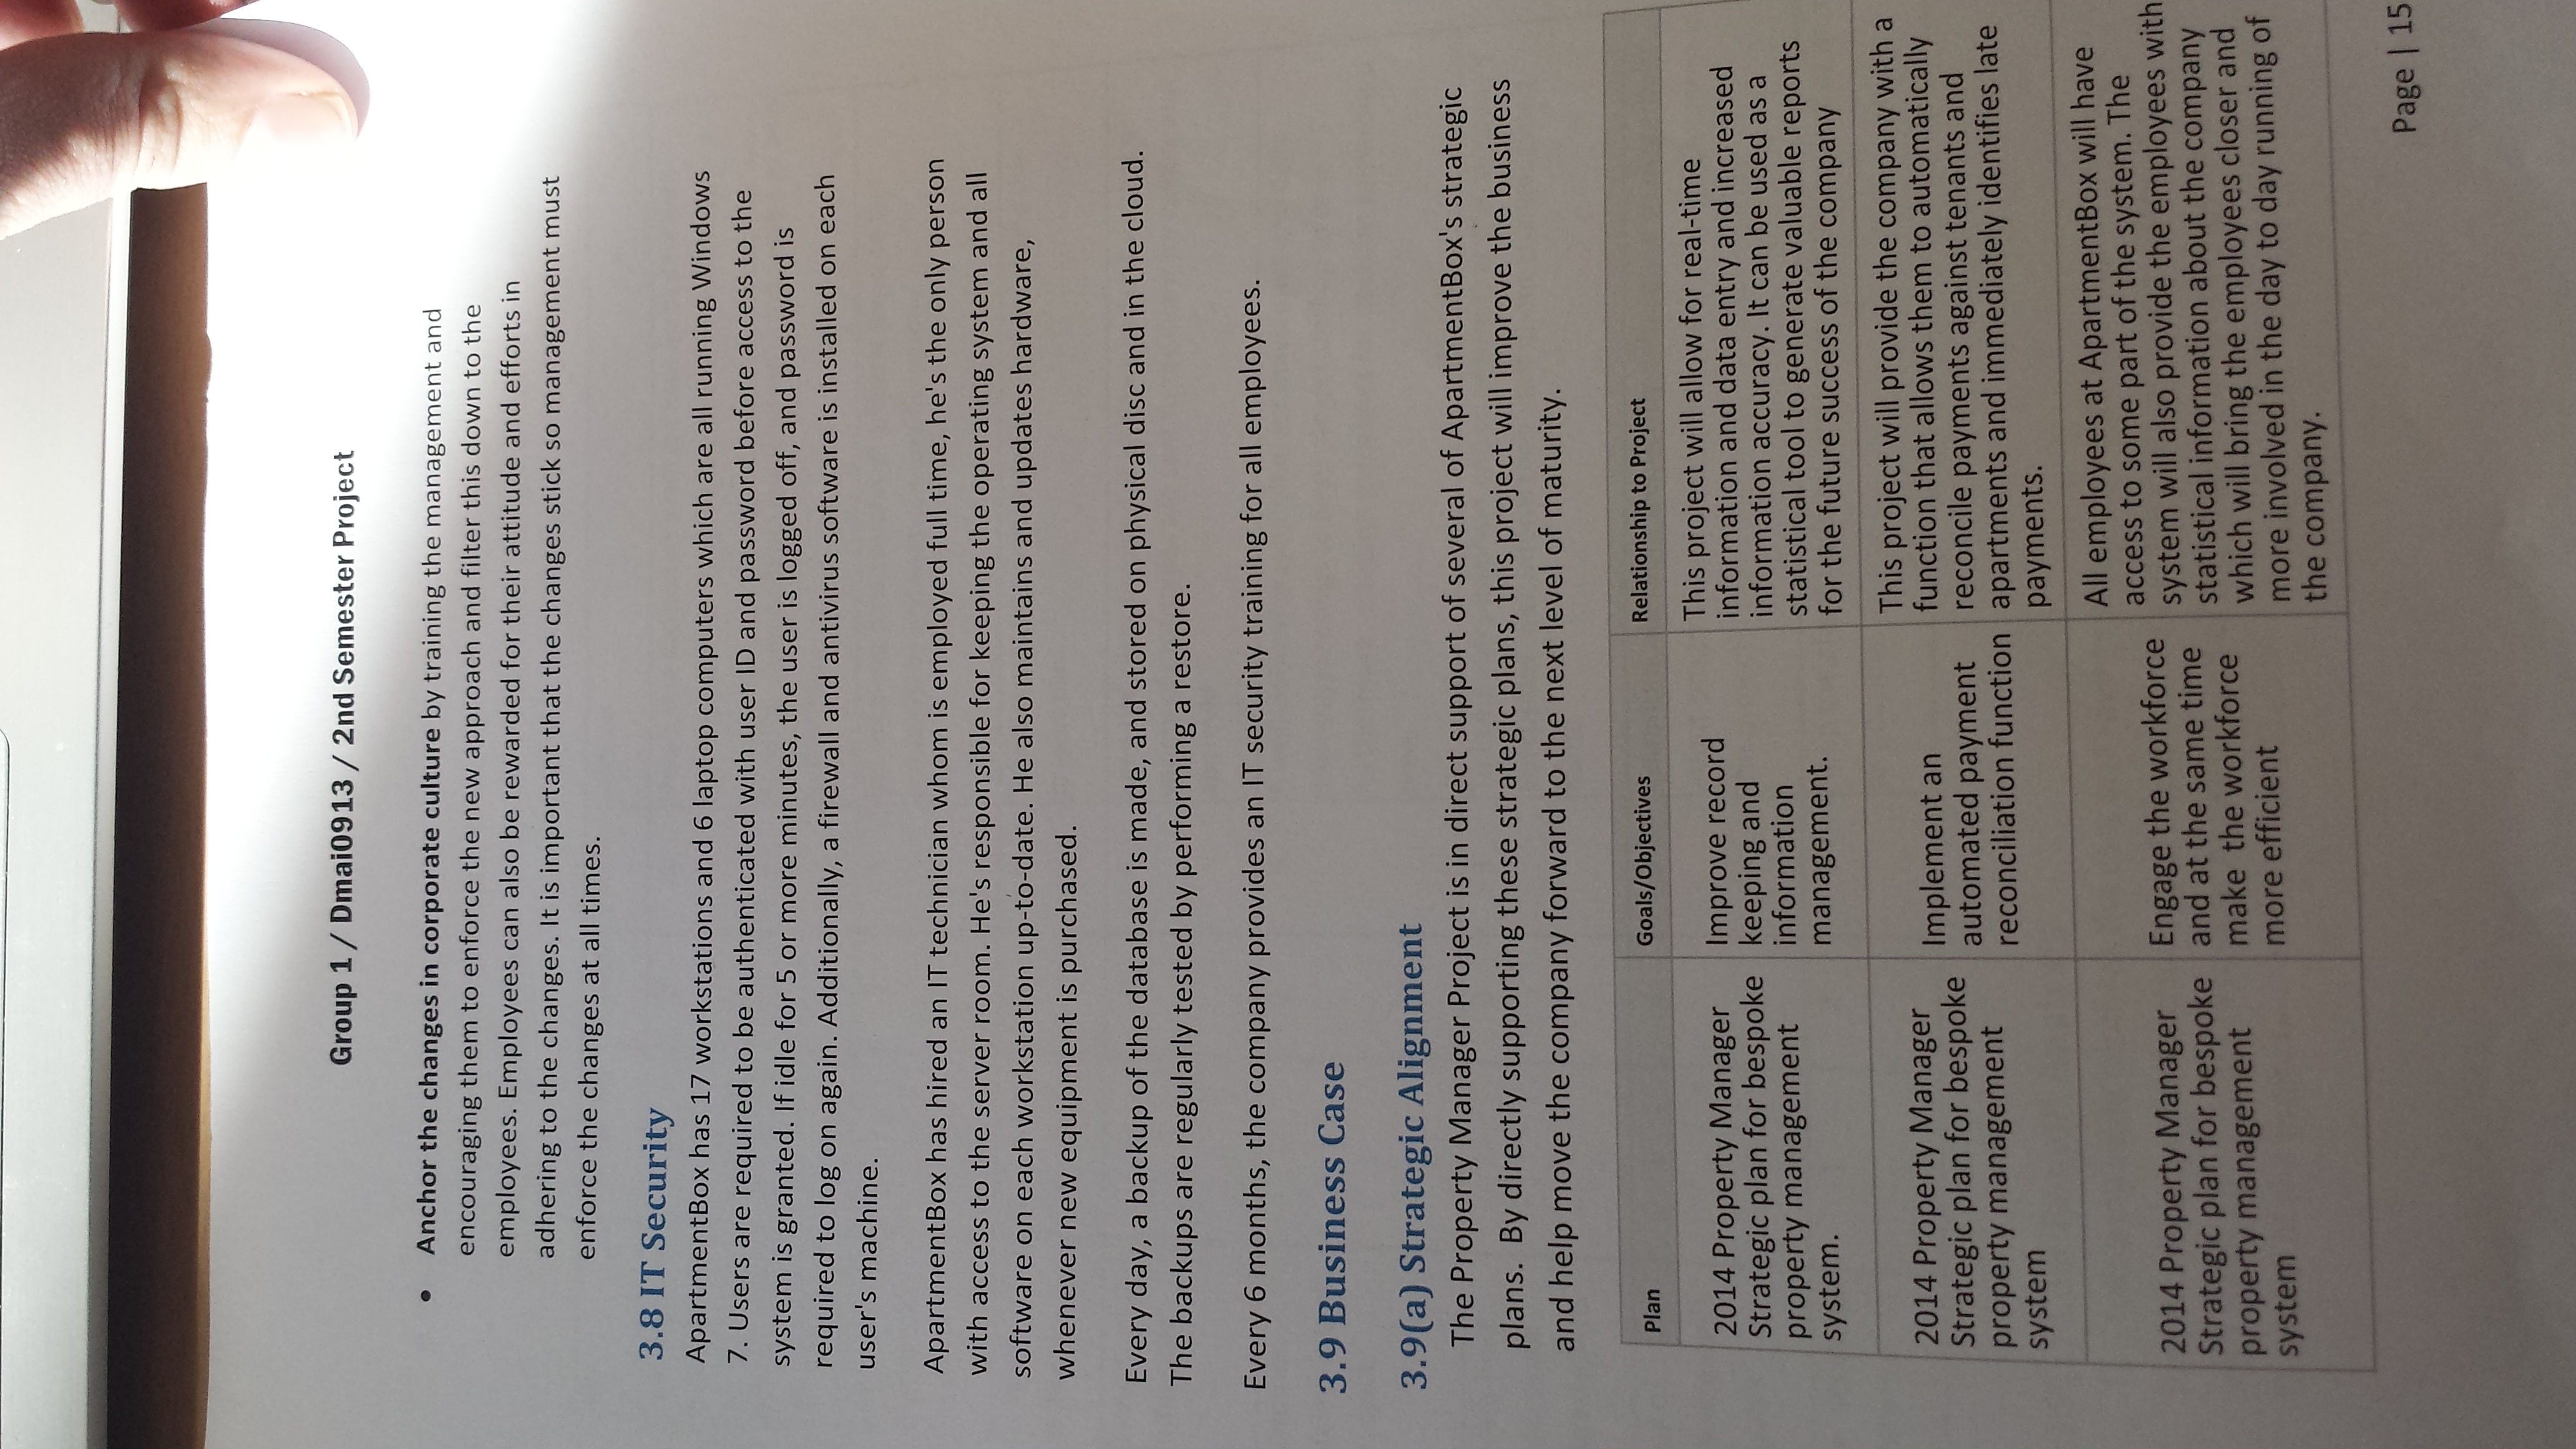 Group 1 / Dmai0913 / 2nd Semester Project
• Anchor the changes in corporate culture by training the management and
encouraging them to enforce the new approach and filter this down to the
employees. Employees can also be rewarded for their attitude and efforts in
adhering to the changes. It is important that the changes stick so management must
enforce the changes at all times.
3.8 IT Security
ApartmentBox has 17 workstations and 6 laptop computers which are all running Windows
7. Users are required to be authenticated with user ID and password before access to the
system is granted. If idle for 5 or more minutes, the user is logged off, and password is
required to log on again. Additionally, a firewall and antivirus software is installed on each
user's machine.
ApartmentBox has hired an IT technician whom is employed full time, he's the only person
with access to the server room. He's responsible for keeping the operating system and all
software on each workstation up-to-date. He also maintains and updates hardware,
whenever new equipment is purchased.
Every day, a backup of the database is made, and stored on physical disc and in the cloud.
The backups are regularly tested by performing a restore.
Every 6 months, the company provides an IT security training for all employees.
3.9 Business Case
3.9(a) Strategic Alignment
The Property Manager Project is in direct support of several of ApartmentBox's strategic
plans.  By directly supporting these strategic plans, this project will improve the business
and help move the company forward to the next level of maturity.
Plan
Goals/Objectives
Relationship to Project
2014 Property Manager
Strategic plan for bespoke
property management
system.
Improve record
keeping and
information
management.
This project will allow for real-time
information and data entry and increased
information accuracy. It can be used as a
statistical tool to generate valuable reports
for the future success of the company
2014 Property Manager
Strategic plan for bespoke
property management
system
Implement an
automated payment
reconciliation function
This project will provide the company with a
function that allows them to automatically
reconcile payments against tenants and
apartments and immediately identifies late
payments.
2014 Property Manager
Strategic plan for bespoke
property management
system
Engage the workforce
and at the same time
make  the workforce
more efficient
All employees at ApartmentBox will have
access to some part of the system. The
system will also provide the employees with
statistical information about the company
which will bring the employees closer and
more involved in the day to day running of
the company.
Page | 15